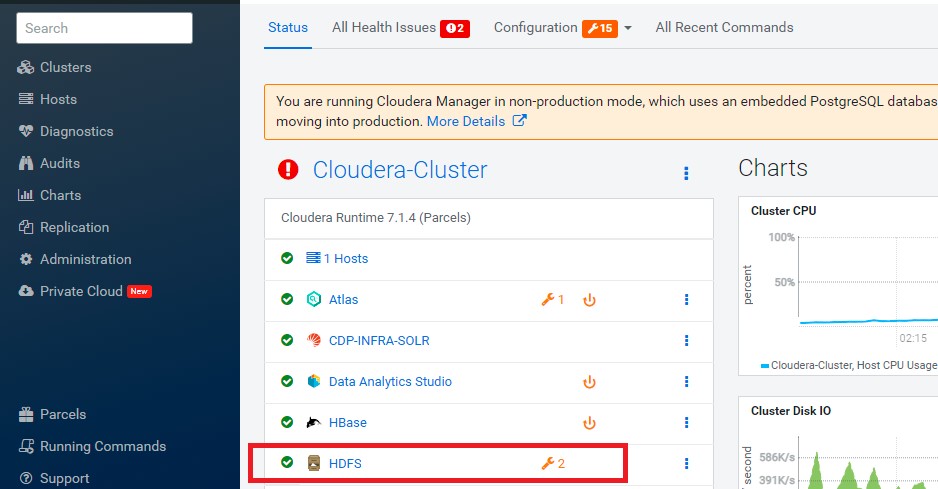 Search
Clusters
Hosts
Diagnostics
Audits
Charts
Replication
Administration
Private Cloud New
Parcels
Running Commands
Support
Status All Health Issues 2 Configuration 15 All Recent Commands
You are running Cloudera Manager in non-production mode, which uses an embedded PostgreSQL databas
moving into production. More Details
Cloudera-Cluster
Cloudera Runtime 7.1.4 (Parcels)
1 Hosts
Atlas 1
CDP-INFRA-SOLR
Data Analytics Studio
HBase
HDFS 2
Charts
Cluster CPU
100%
percent
50%
02:15
Cloudera-Cluster, Host CPU Usage
Cluster Disk IO
second
586K/s
391K/s